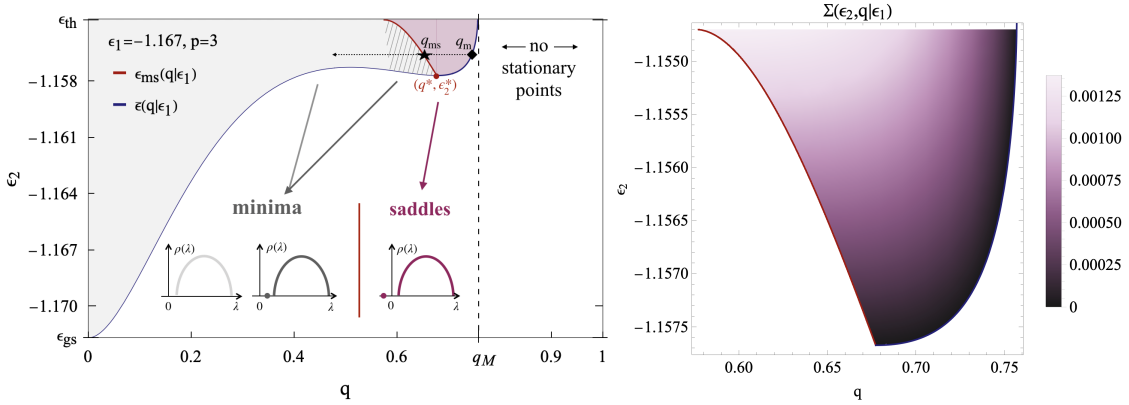 ϵth
ϵ1=−1.167, p=3
ϵms(q|ϵ1)
ϵ̄(q|ϵ1)
−1.158
−1.161
−1.164
−1.167
−1.170
ϵgs
ϵ2
qms
qm
(q*, ϵ2*)
no
stationary
points
minima
saddles
ρ(λ)
0
λ
ρ(λ)
0
λ
ρ(λ)
0
λ
0
0.2
0.4
0.6
qM
0.9
1
q
Σ(ϵ2,q|ϵ1)
−1.1550
−1.1555
−1.1560
−1.1565
−1.1570
−1.1575
ϵ2
0.60
0.65
0.70
0.75
q
0.00125
0.00100
0.00075
0.00050
0.00025
0